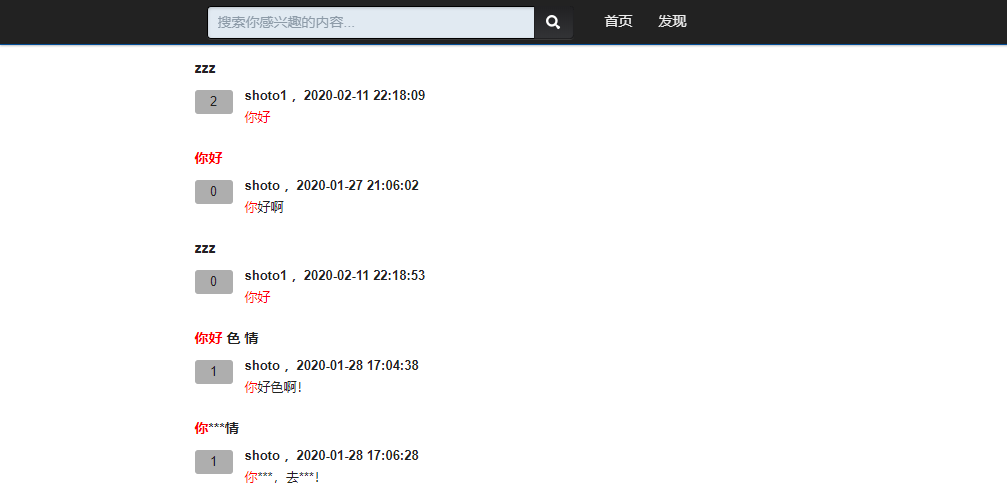 搜索你感兴趣的内容... 首页 发现
zzz
2 shoto1 ，2020-02-11 22:18:09
你好
你好
0 shoto ，2020-01-27 21:06:02
你好啊
zzz
0 shoto1 ，2020-02-11 22:18:53
你好
你好 色 情
1 shoto ，2020-01-28 17:04:38
你好色啊！
你***情
1 shoto ，2020-01-28 17:06:28
你***，去***！